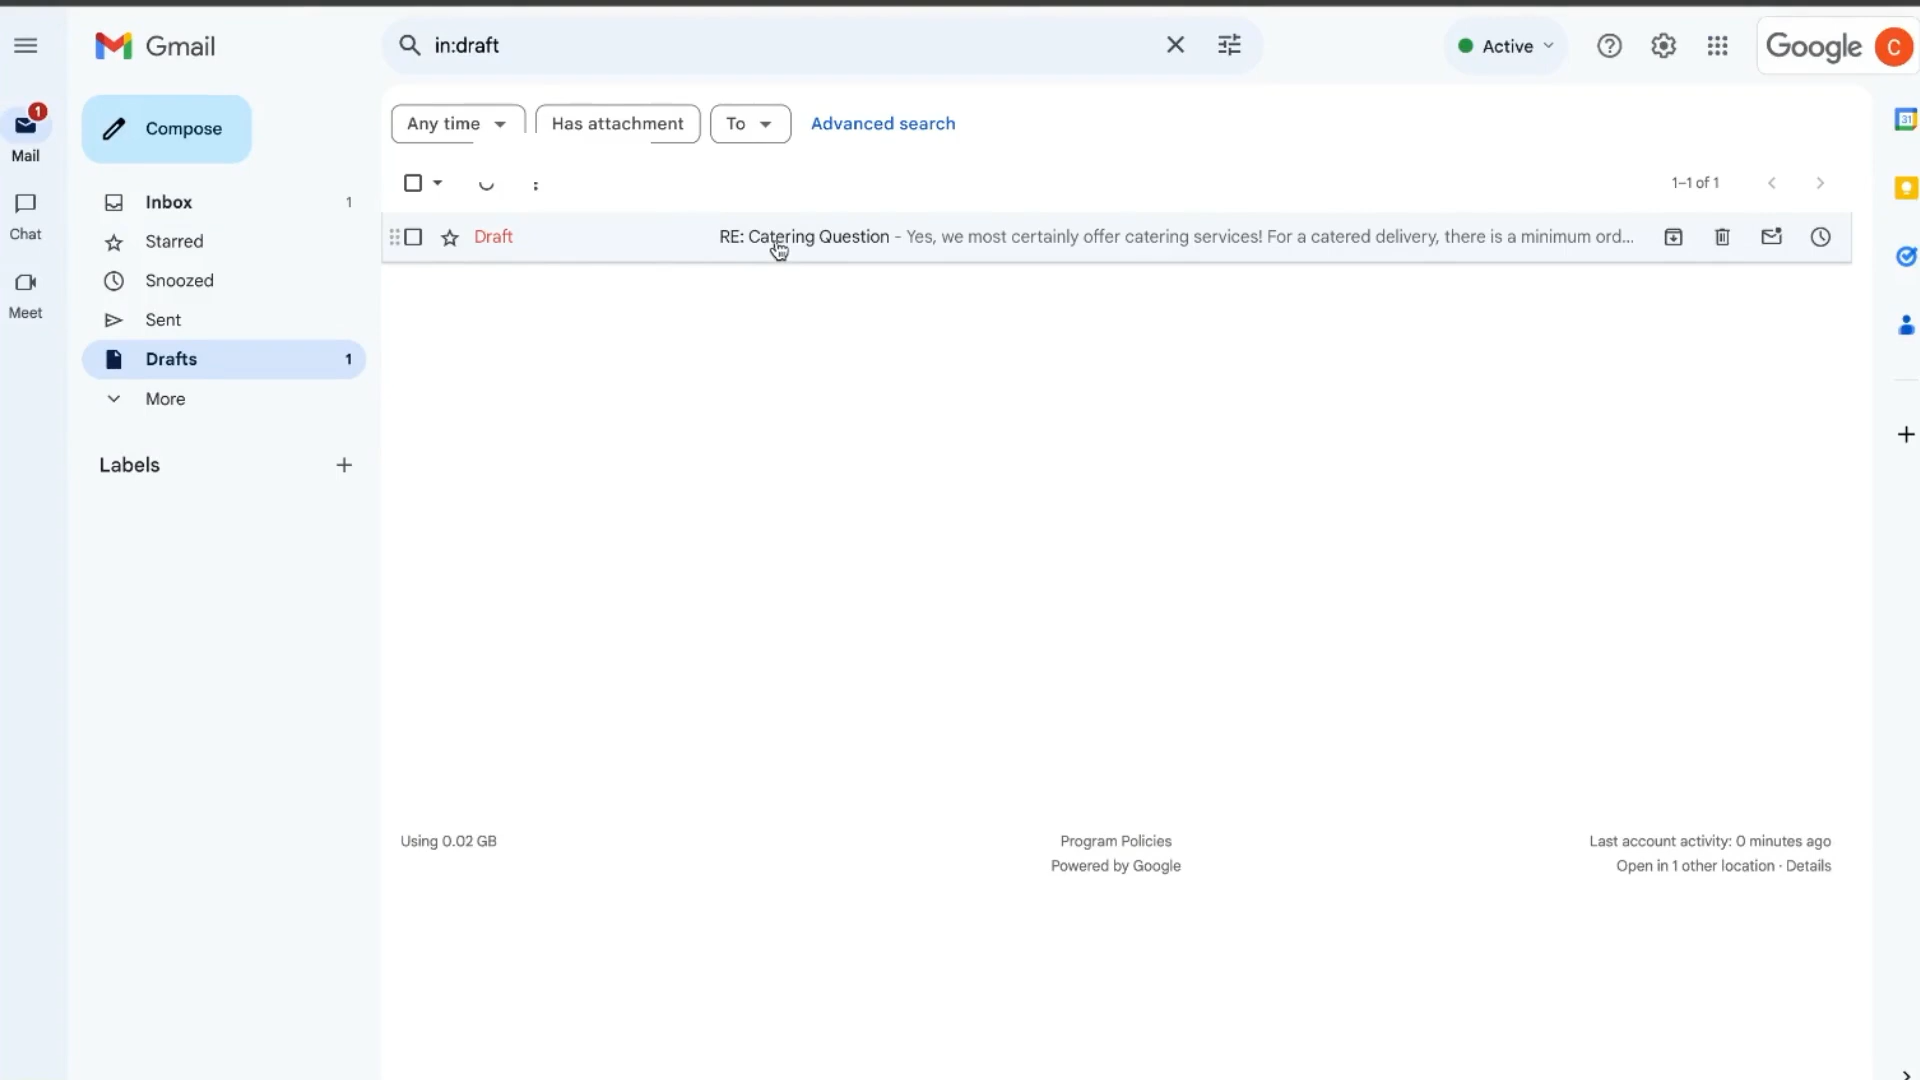 Gmail
in:draft
Active
Google
C
1
Mail
Chat
Meet
Compose
Inbox 1
Starred
Snoozed
Sent
Drafts 1
More
Labels
Any time
Has attachment
To
Advanced search
1–1 of 1
Draft
RE: Catering Question - Yes, we most certainly offer catering services! For a catered delivery, there is a minimum ord...
31
Using 0.02 GB
Program Policies
Powered by Google
Last account activity: 0 minutes ago
Open in 1 other location · Details